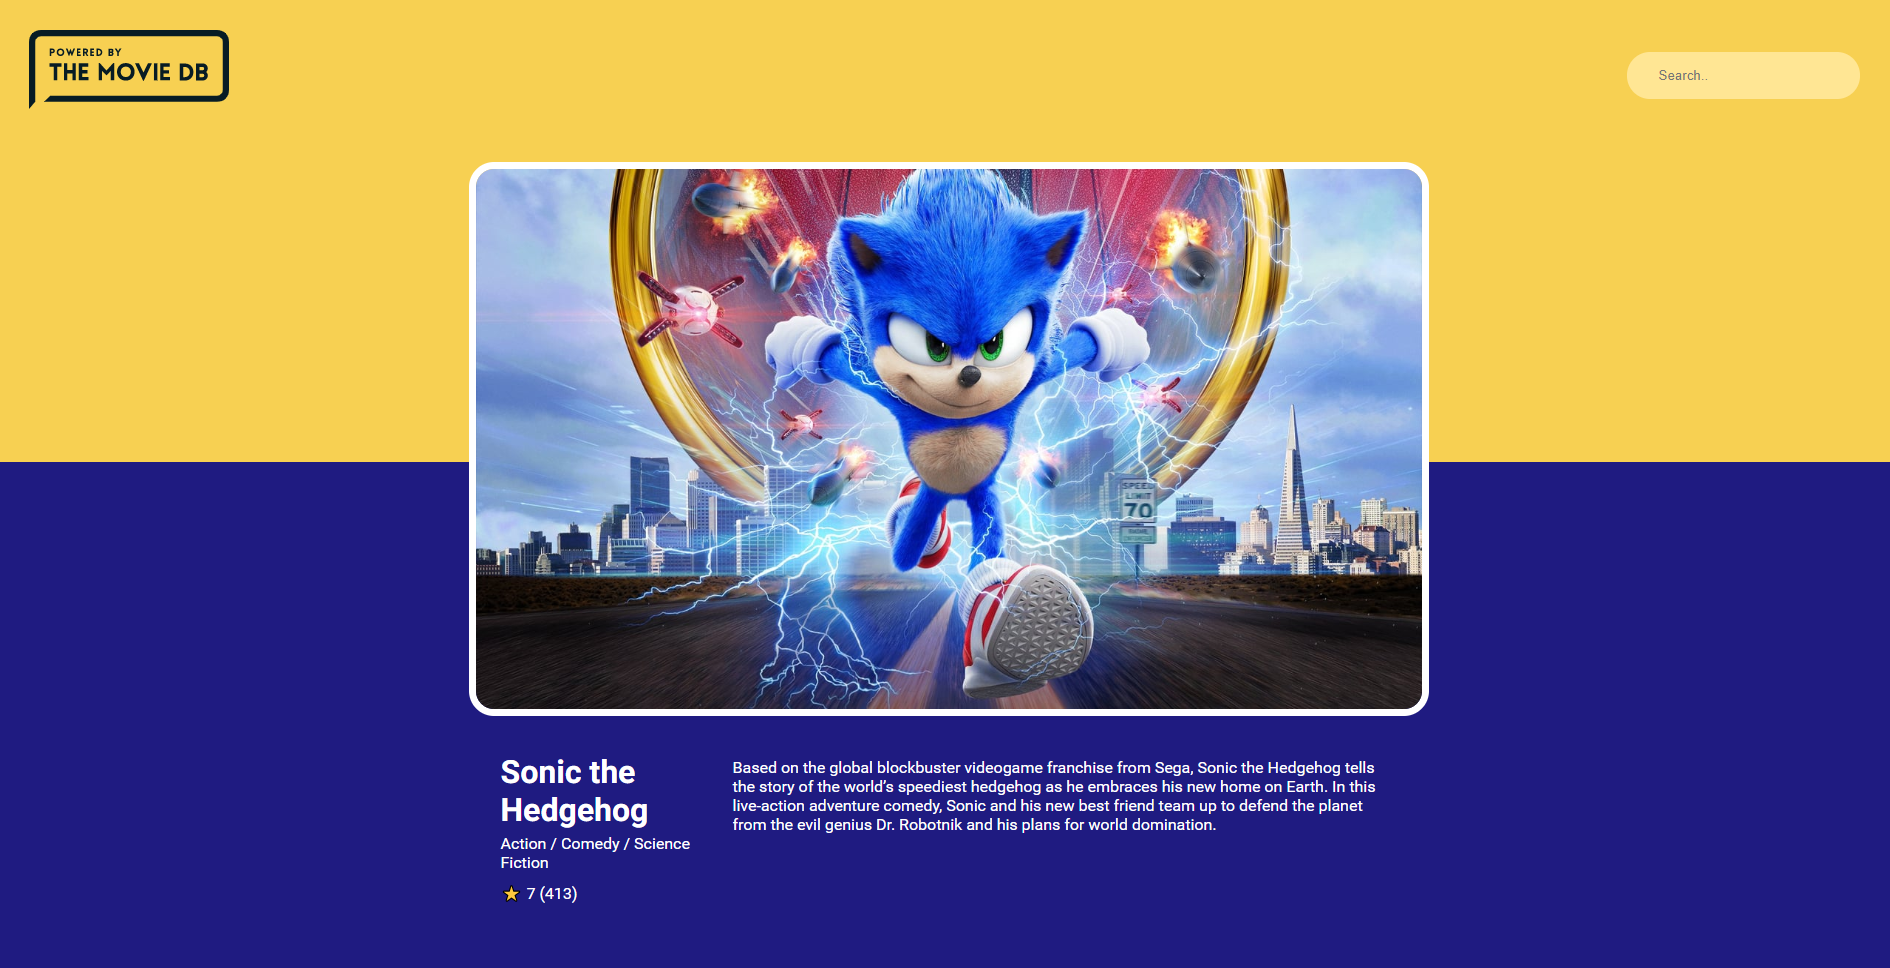 POWERED BY
THE MOVIE DB
Search..
SPEED
LIMIT
70
Sonic the
Hedgehog
Action / Comedy / Science
Fiction
7 (413)
Based on the global blockbuster videogame franchise from Sega, Sonic the Hedgehog tells
the story of the world’s speediest hedgehog as he embraces his new home on Earth. In this
live-action adventure comedy, Sonic and his new best friend team up to defend the planet
from the evil genius Dr. Robotnik and his plans for world domination.